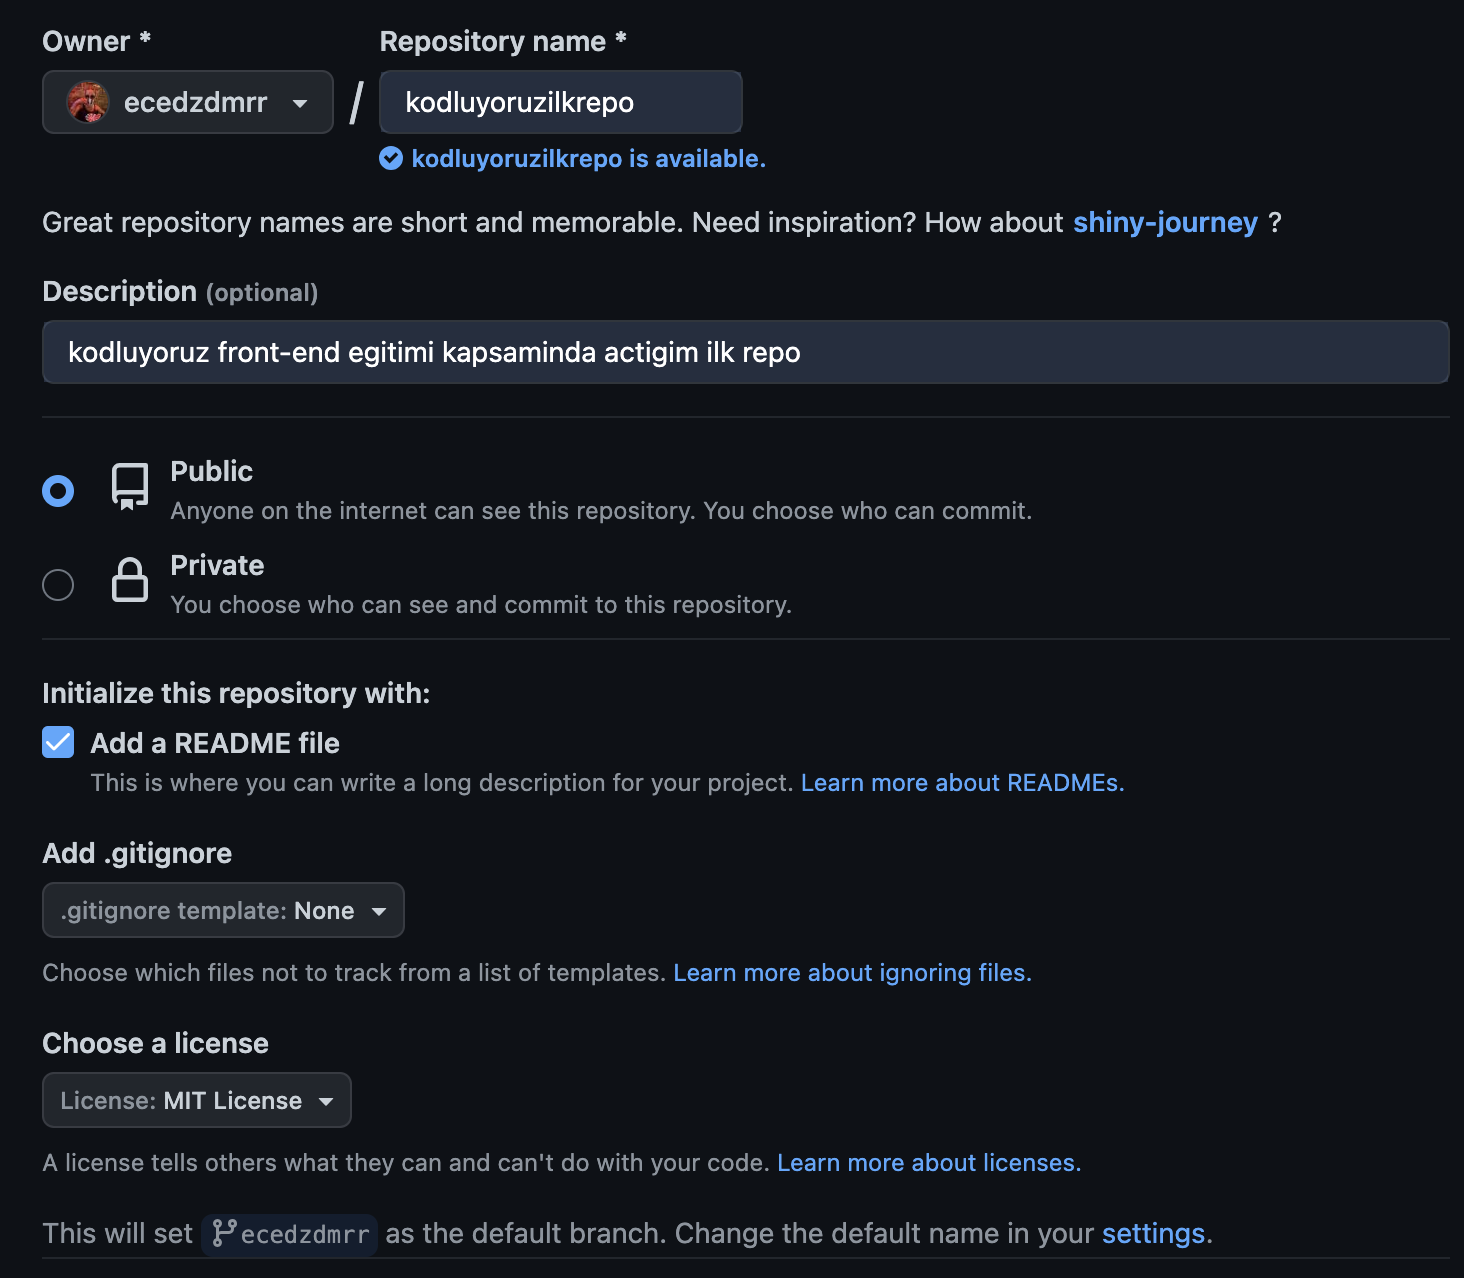 Owner *
Repository name *
ecedzdmrr
/
kodluyoruzilkrepo
kodluyoruzilkrepo is available.
Great repository names are short and memorable. Need inspiration? How about shiny-journey ?
Description (optional)
kodluyoruz front-end egitimi kapsaminda actigim ilk repo
Public
Anyone on the internet can see this repository. You choose who can commit.
Private
You choose who can see and commit to this repository.
Initialize this repository with:
Add a README file
This is where you can write a long description for your project. Learn more about READMEs.
Add .gitignore
.gitignore template: None
Choose which files not to track from a list of templates. Learn more about ignoring files.
Choose a license
License: MIT License
A license tells others what they can and can't do with your code. Learn more about licenses.
This will set ecedzdmrr as the default branch. Change the default name in your settings.